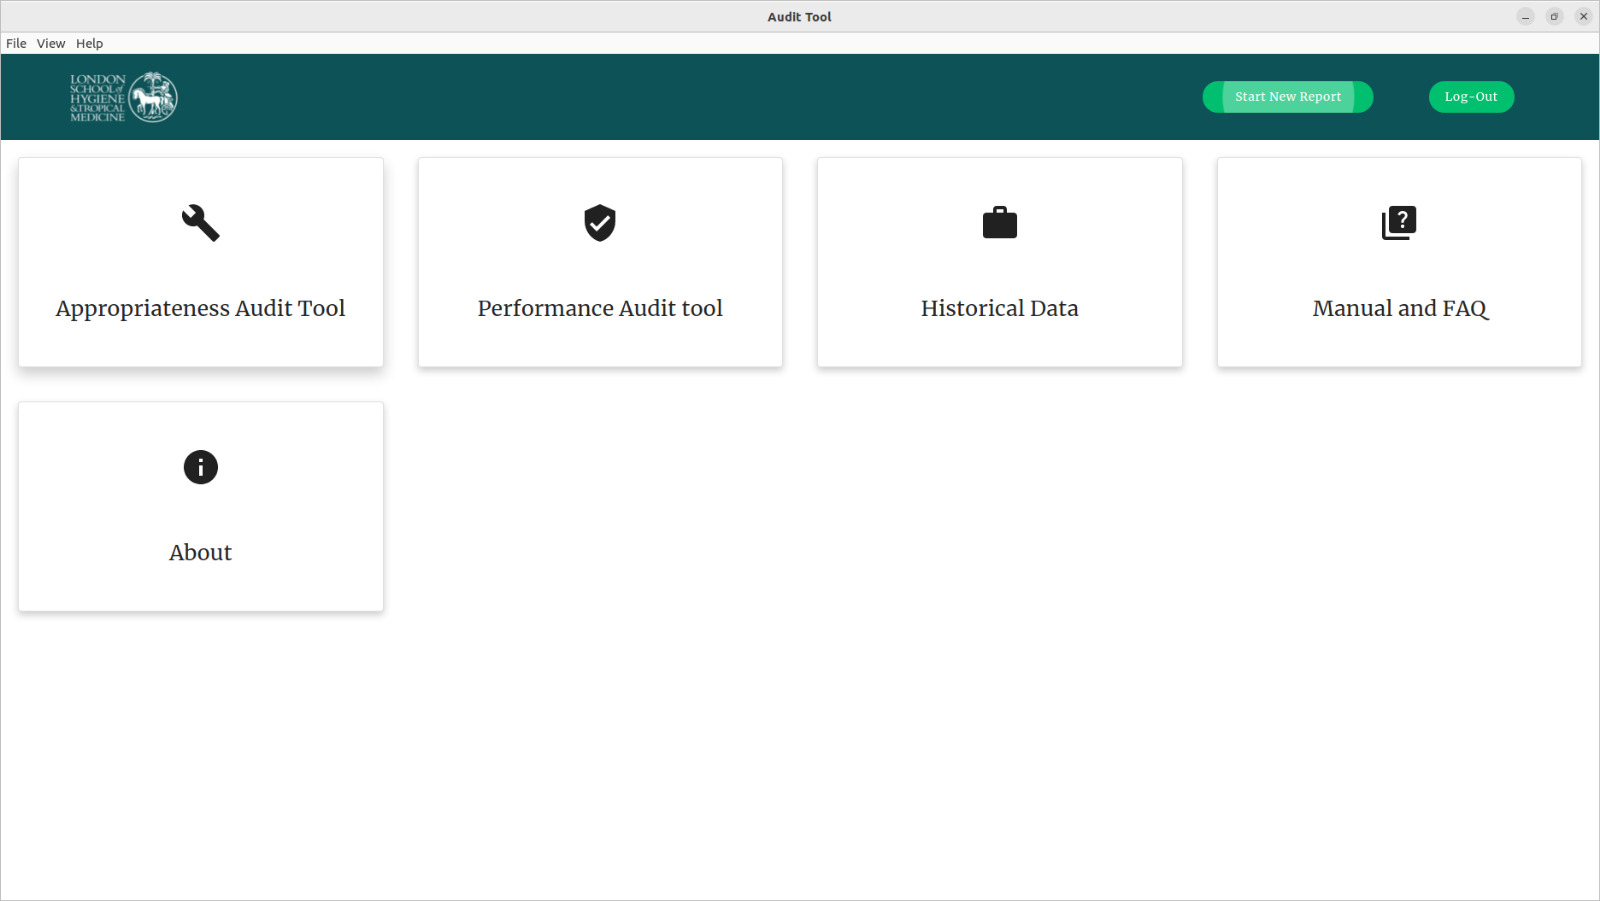 Audit Tool
File View Help
LONDON
SCHOOL of
HYGIENE
& TROPICAL
MEDICINE
Start New Report
Log-Out
Appropriateness Audit Tool
Performance Audit tool
Historical Data
Manual and FAQ
About